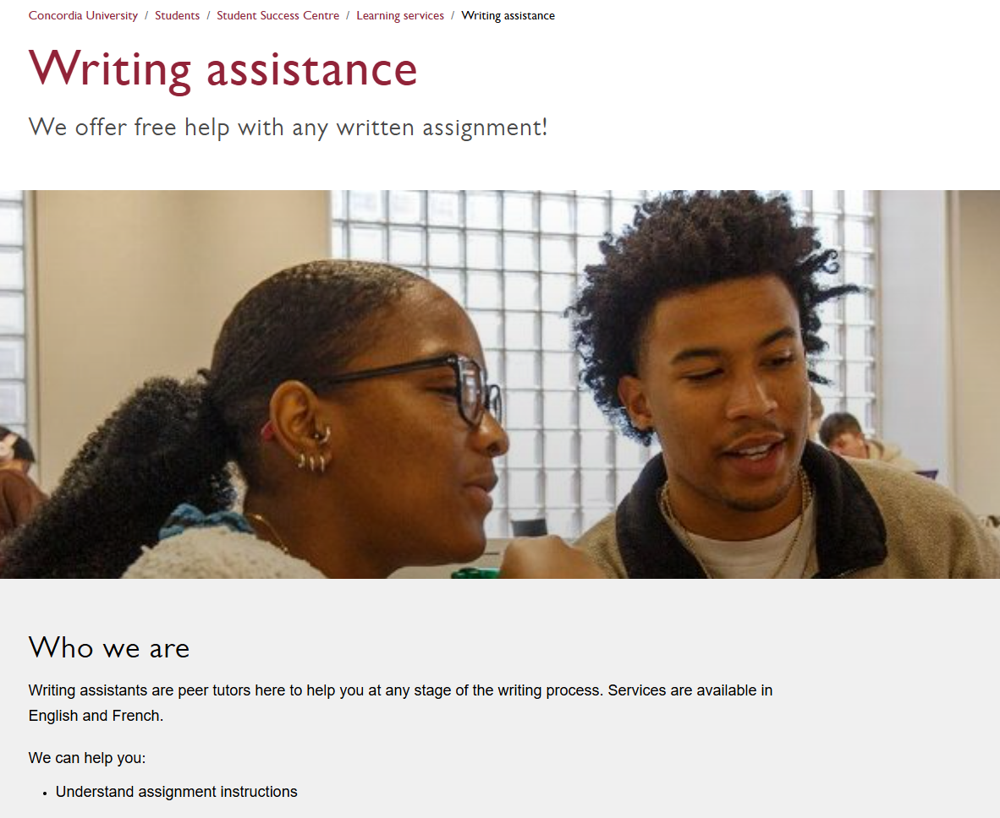 Concordia University / Students / Student Success Centre / Learning services / Writing assistance
Writing assistance
We offer free help with any written assignment!
Who we are
Writing assistants are peer tutors here to help you at any stage of the writing process. Services are available in
English and French.
We can help you:
• Understand assignment instructions